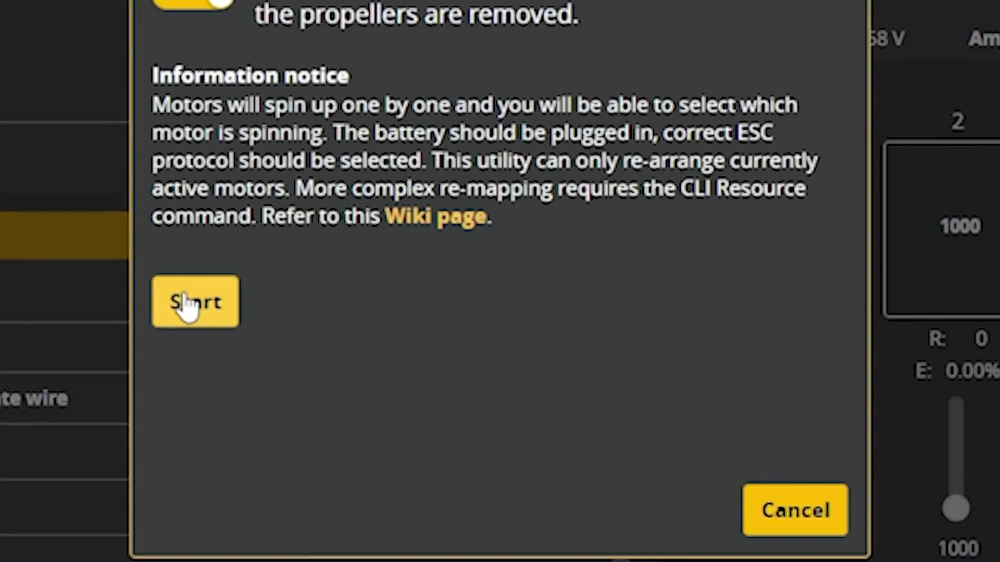 the propellers are removed.
Information notice
Motors will spin up one by one and you will be able to select which
motor is spinning. The battery should be plugged in, correct ESC
protocol should be selected. This utility can only re-arrange currently
active motors. More complex re-mapping requires the CLI Resource
command. Refer to this Wiki page.
Start
Cancel
68 V
Am
2
1000
R: 0
E: 0.00%
1000
te wire